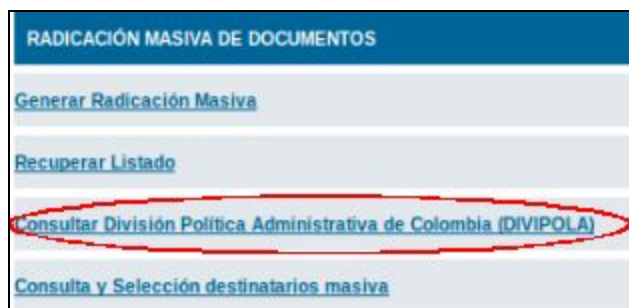 RADICACIÓN MASIVA DE DOCUMENTOS
Generar Radicación Masiva
Recuperar Listado
Consultar División Política Administrativa de Colombia (DIVIPOLA)
Consulta y Selección destinatarios masiva